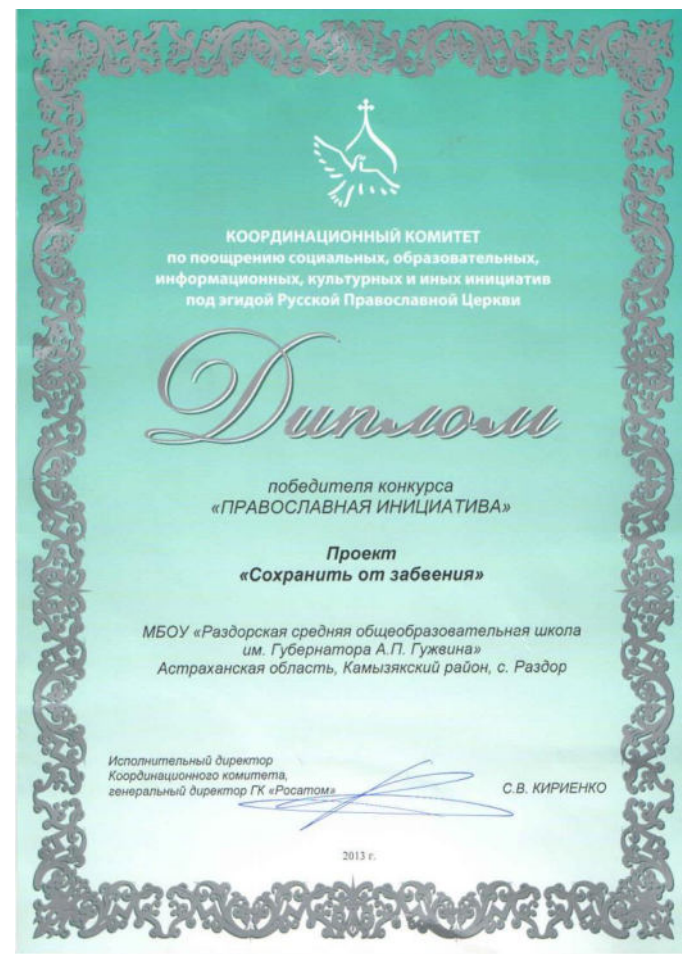 КООРДИНАЦИОННЫЙ КОМИТЕТ
по поощрению социальных, образовательных,
информационных, культурных и иных инициатив
под эгидой Русской Православной Церкви
Диплом
победителя конкурса
«ПРАВОСЛАВНАЯ ИНИЦИАТИВА»
Проект
«Сохранить от забвения»
МБОУ «Раздорская средняя общеобразовательная школа
им. Губернатора А.П. Гужвина»
Астраханская область, Камызякский район, с. Раздор
Исполнительный директор
Координационного комитета,
генеральный директор ГК «Росатом»
С.В. КИРИЕНКО
2013 г.